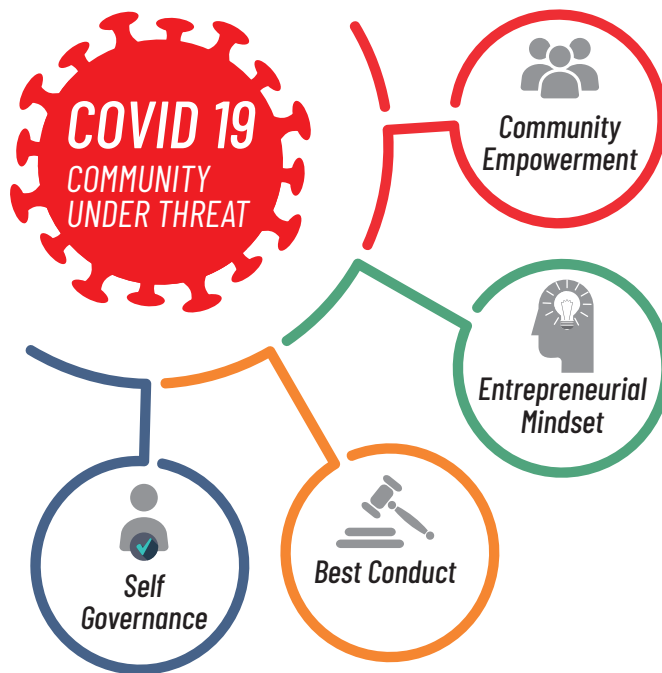 COVID 19
COMMUNITY
UNDER THREAT
Community
Empowerment
Entrepreneurial
Mindset
Best Conduct
Self
Governance